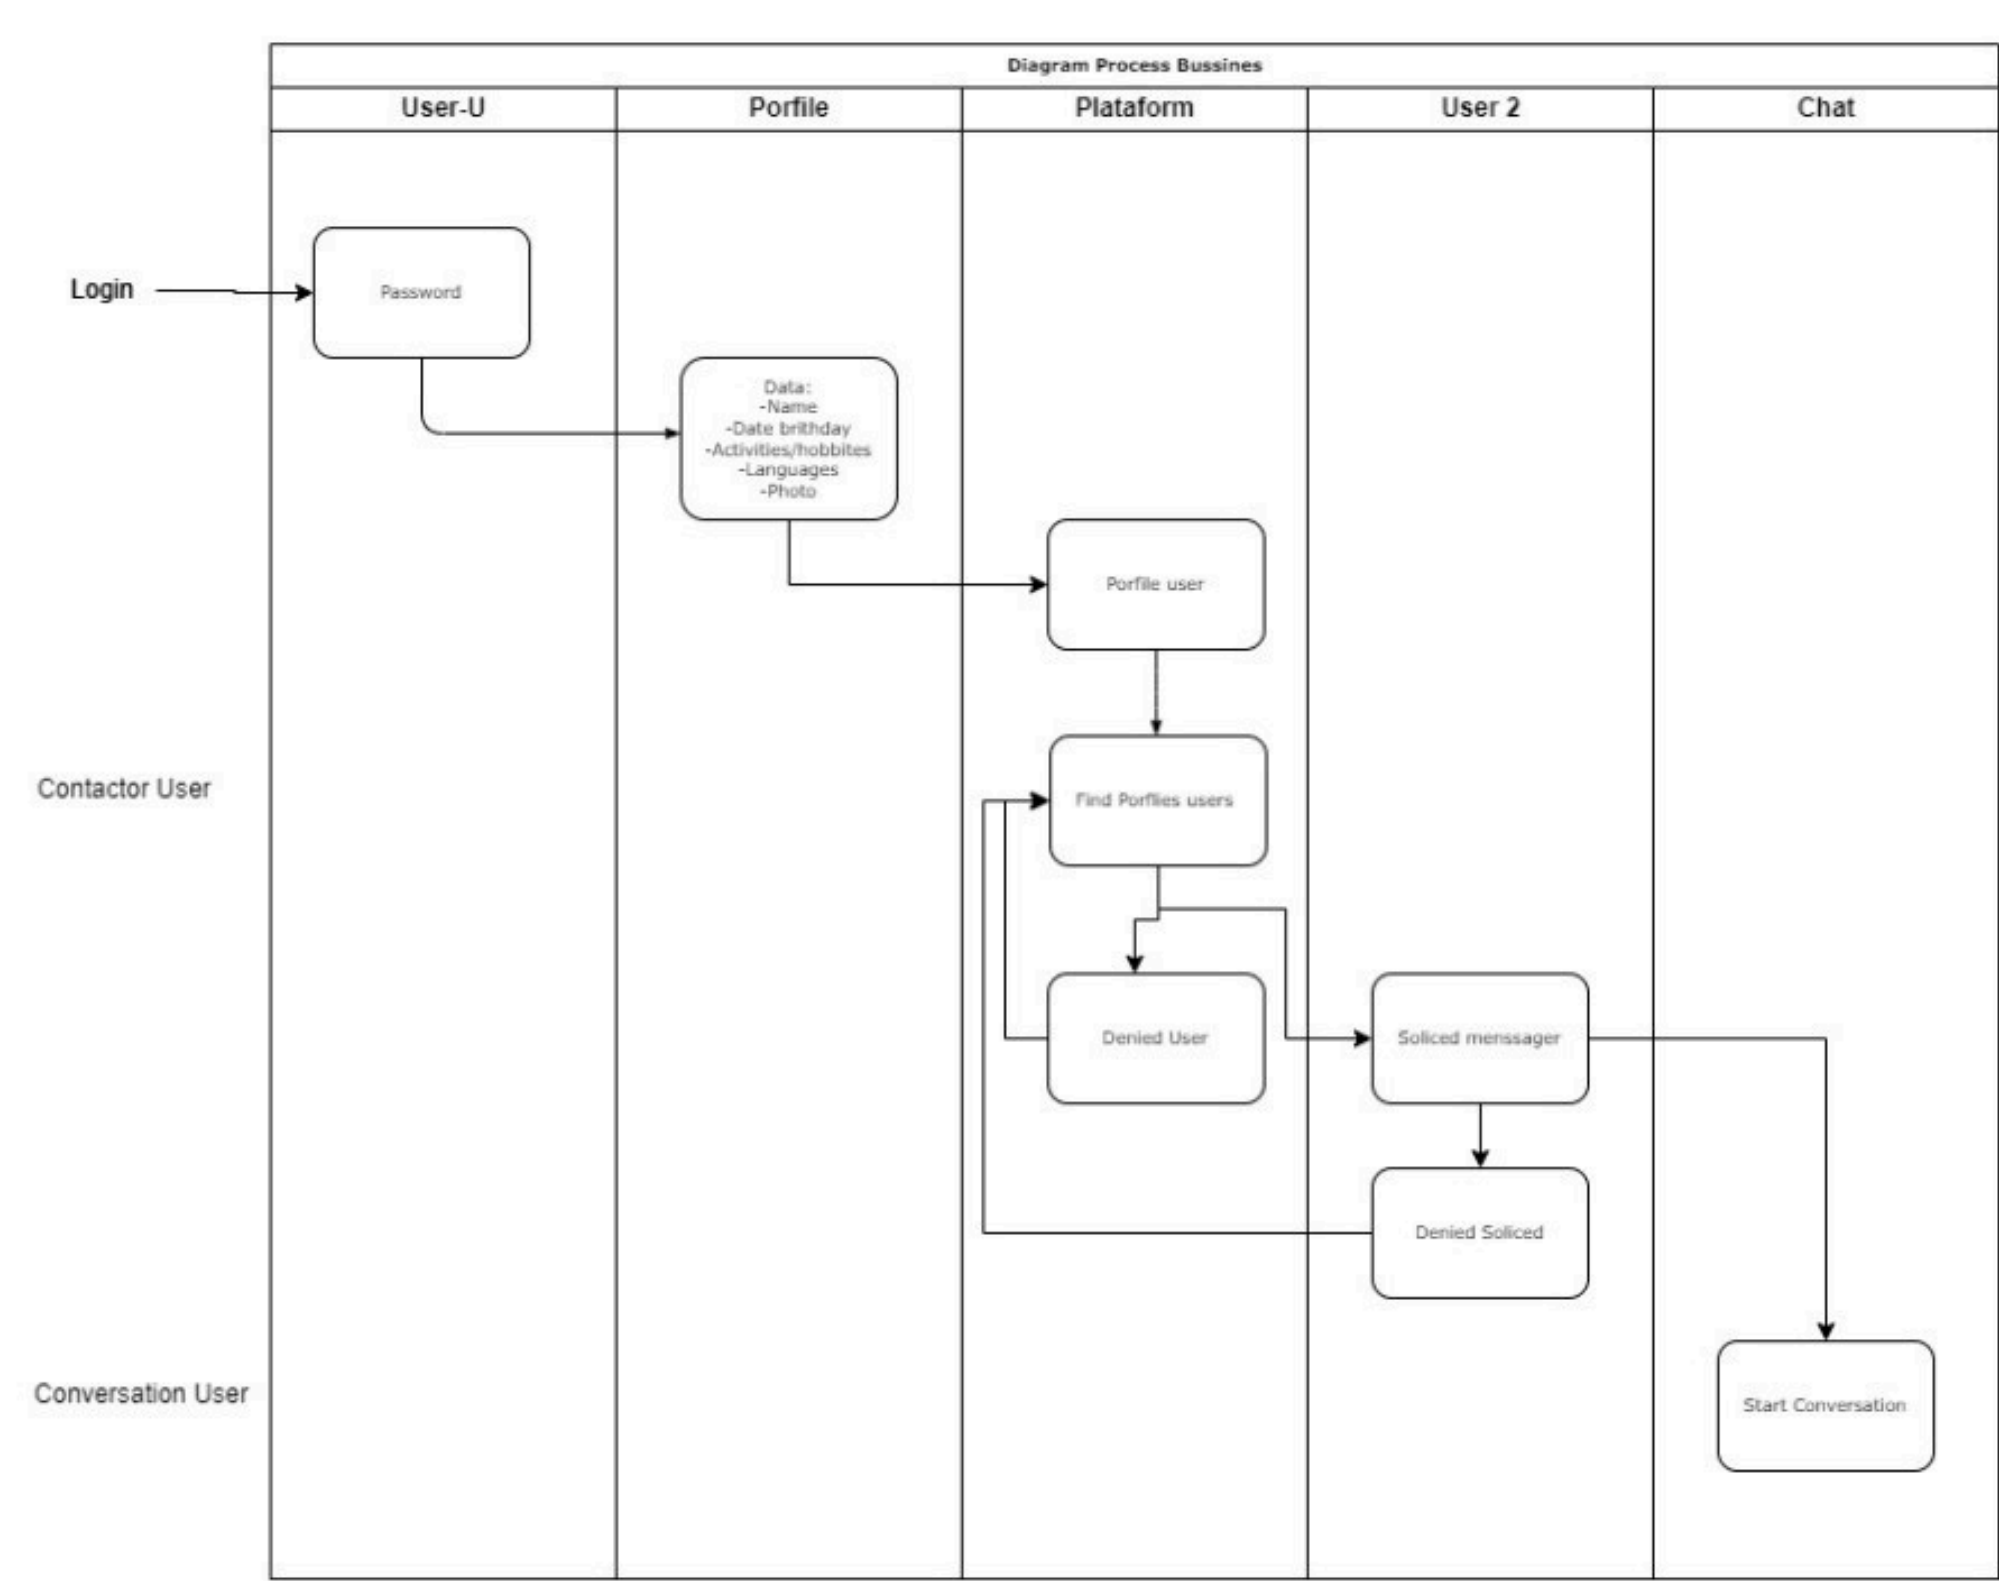 Diagram Process Bussines
User-U
Porfile
Plataform
User 2
Chat
Login
Password
Data:
-Name
-Date brithday
-Activities/hobbites
-Languages
-Photo
Porfile user
Contactor User
Find Porflies users
Denied User
Soliced menssager
Denied Soliced
Conversation User
Start Conversation